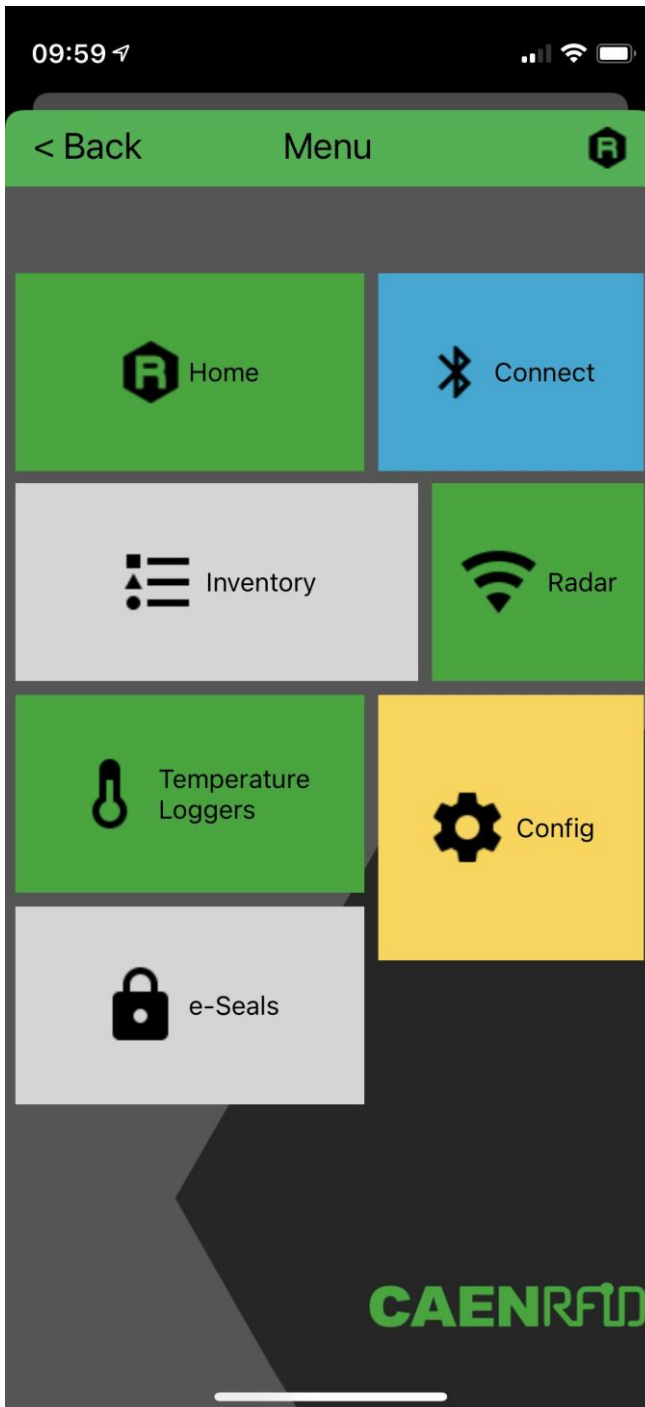 09:59
< Back Menu
Home
Connect
Inventory
Radar
Temperature
Loggers
Config
e-Seals
CAENRFID